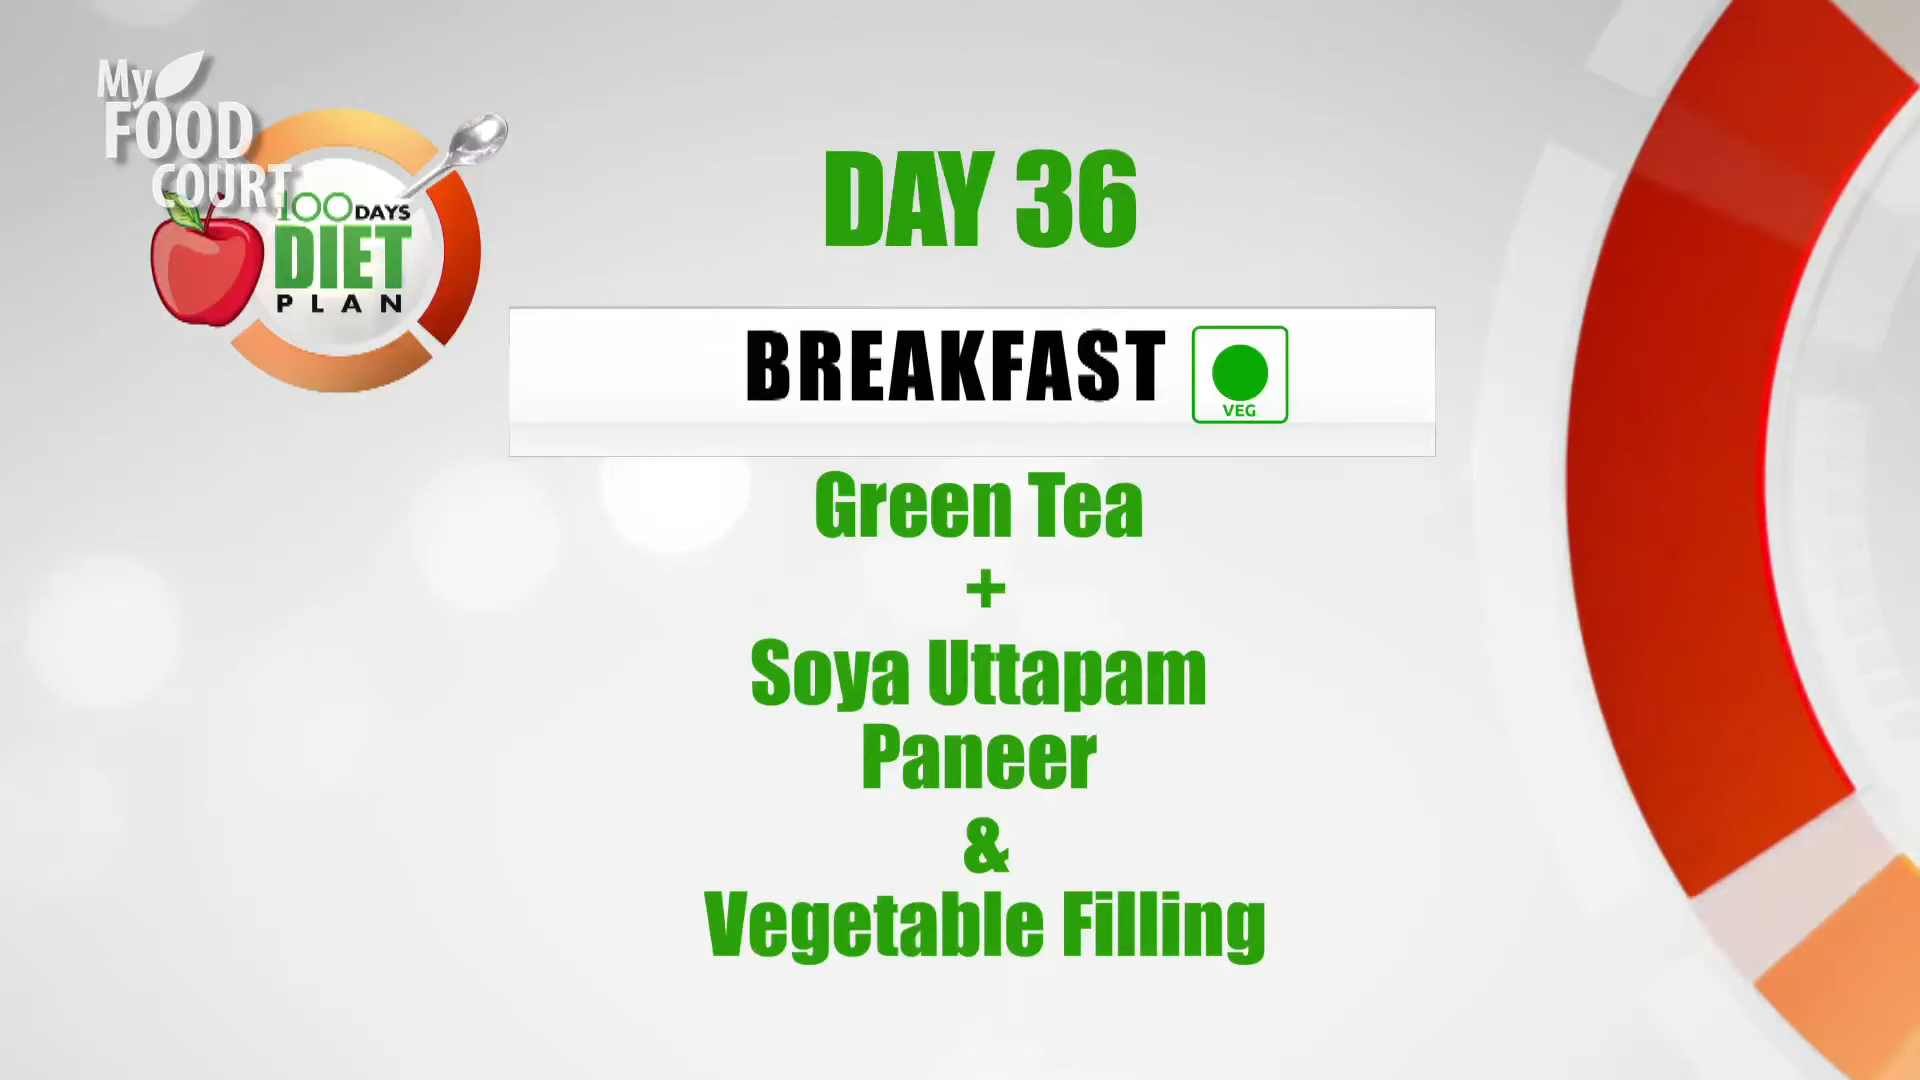 My
FOOD
COURT
100 DAYS
DIET
PLAN
DAY 36
BREAKFAST
VEG
Green Tea
+
Soya Uttapam
Paneer
&
Vegetable Filling